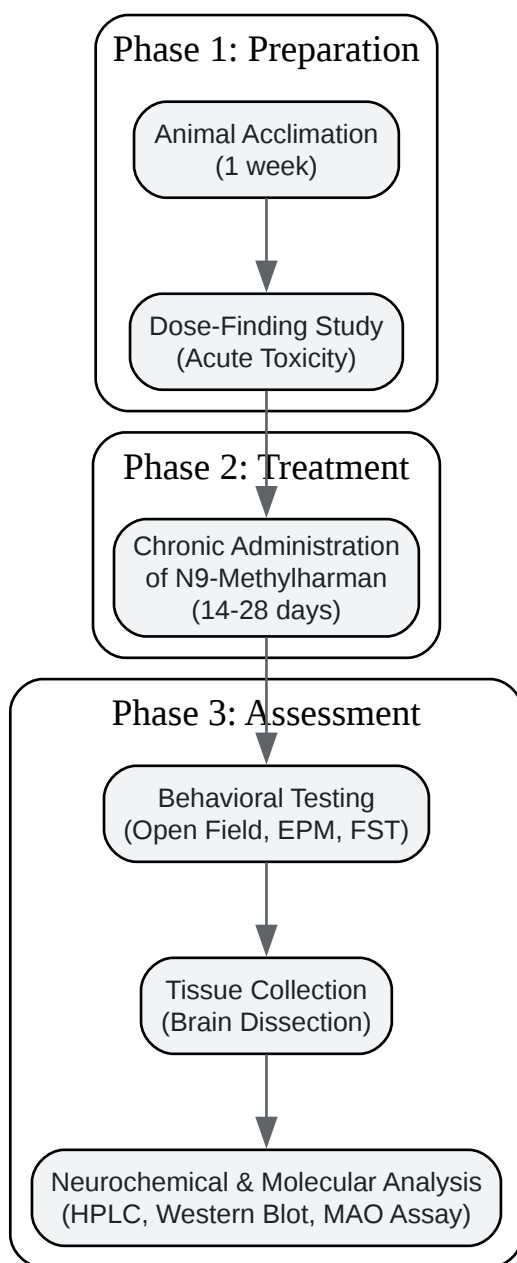 Phase 1: Preparation
Animal Acclimation
(1 week)
Dose-Finding Study
(Acute Toxicity)
Phase 2: Treatment
Chronic Administration
of N9-Methylharman
(14-28 days)
Phase 3: Assessment
Behavioral Testing
(Open Field, EPM, FST)
Tissue Collection
(Brain Dissection)
Neurochemical & Molecular Analysis
(HPLC, Western Blot, MAO Assay)